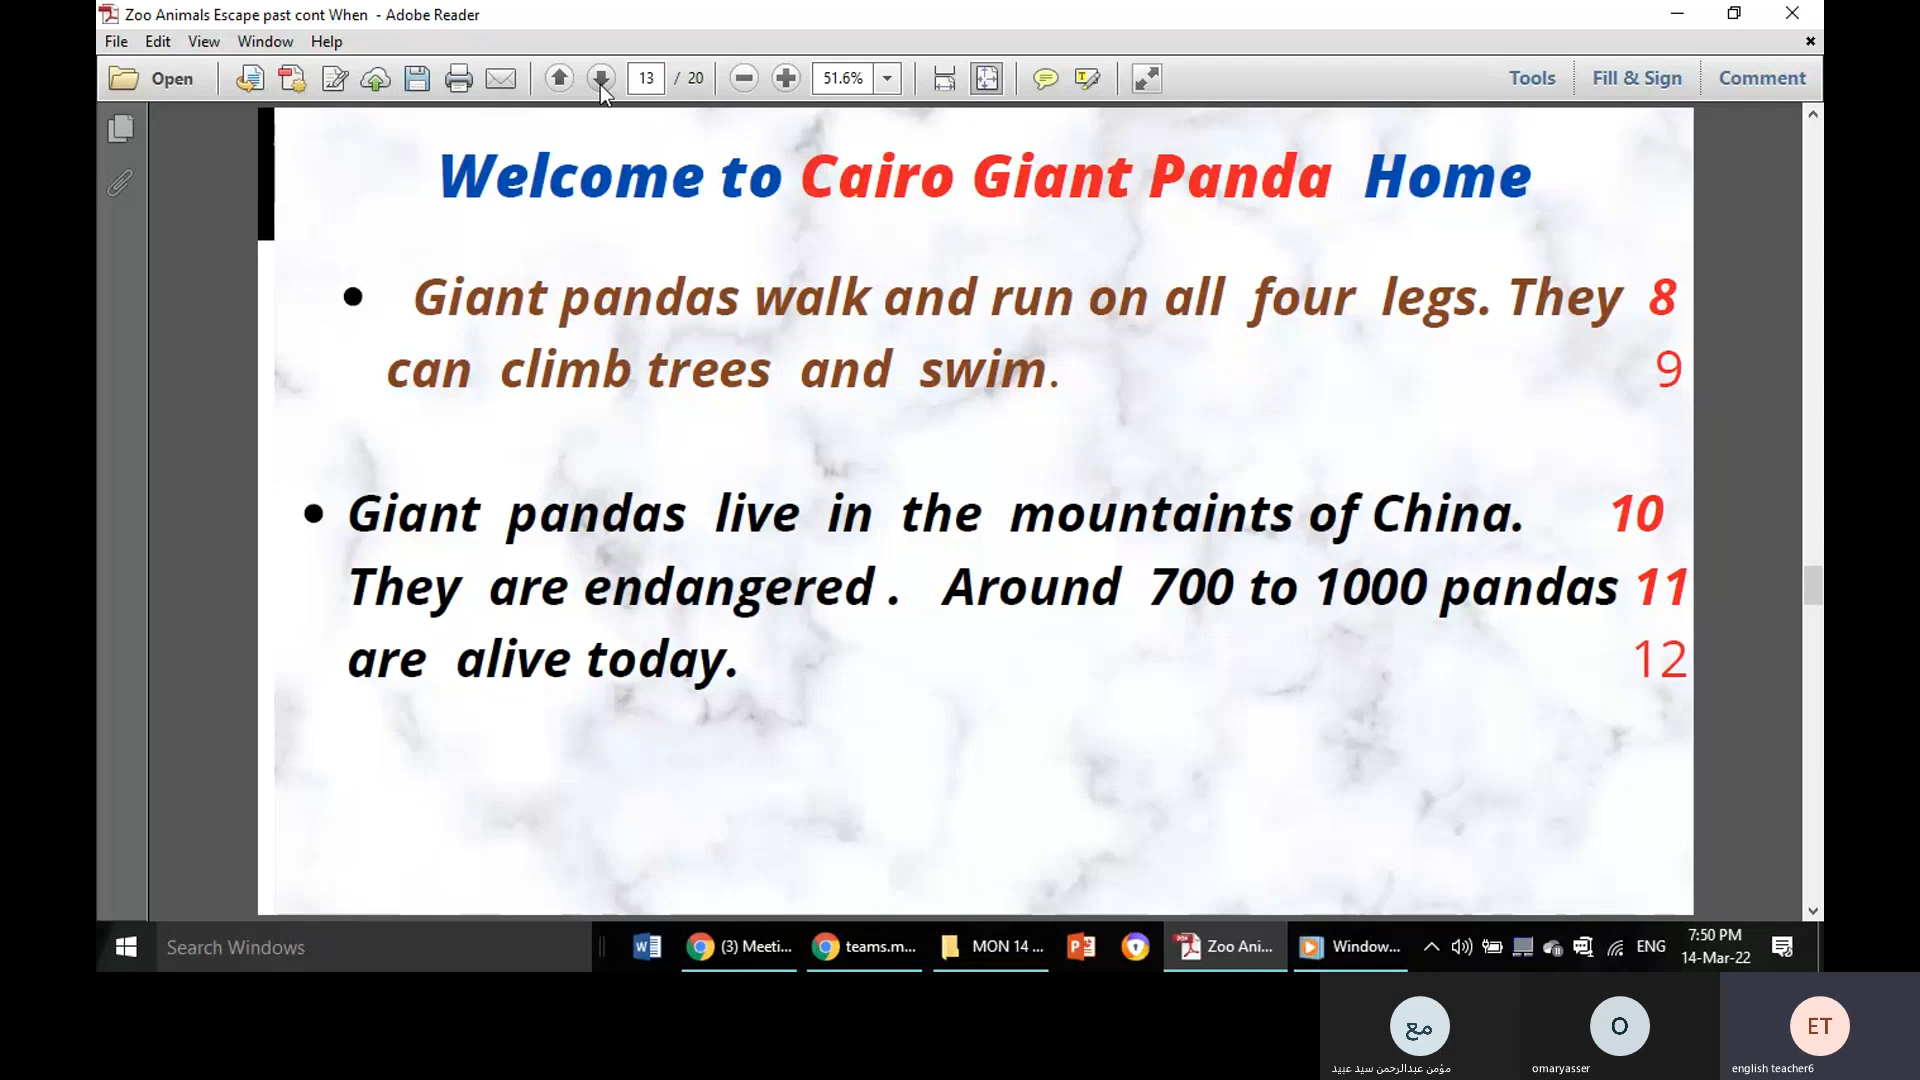 Zoo Animals Escape past cont When - Adobe Reader
File Edit View Window Help
Open 13 / 20 51.6% Tools Fill & Sign Comment
Welcome to Cairo Giant Panda Home
• Giant pandas walk and run on all four legs. They 8
can climb trees and swim. 9
• Giant pandas live in the mountaints of China. 10
They are endangered . Around 700 to 1000 pandas 11
are alive today. 12
Search Windows (3) Meeti... teams.m... MON 14 ... Zoo Ani... Window... ENG
7:50 PM
14-Mar-22
مع O ET
مؤمن عبدالرحمن سيد عبيد omaryasser english teacher6